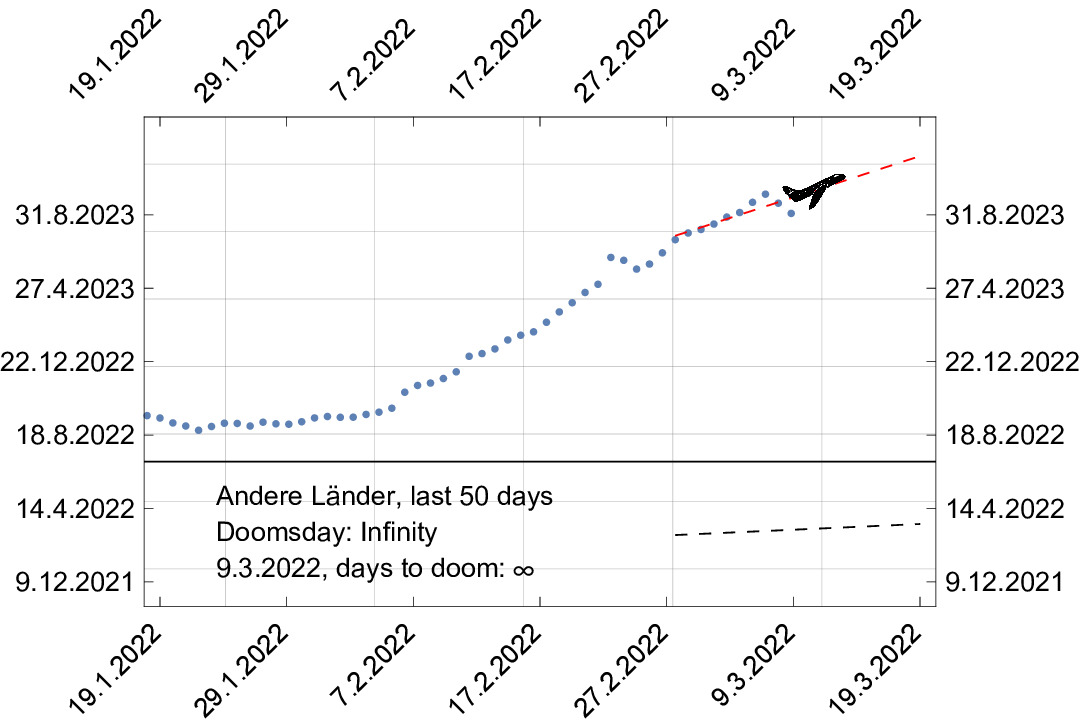 19.1.2022 29.1.2022 7.2.2022 17.2.2022 27.2.2022 9.3.2022 19.3.2022
31.8.2023 31.8.2023
27.4.2023 27.4.2023
22.12.2022 22.12.2022
18.8.2022 18.8.2022
Andere Länder, last 50 days
14.4.2022 14.4.2022
Doomsday: Infinity
9.3.2022, days to doom: ∞
9.12.2021 9.12.2021
19.1.2022 29.1.2022 7.2.2022 17.2.2022 27.2.2022 9.3.2022 19.3.2022